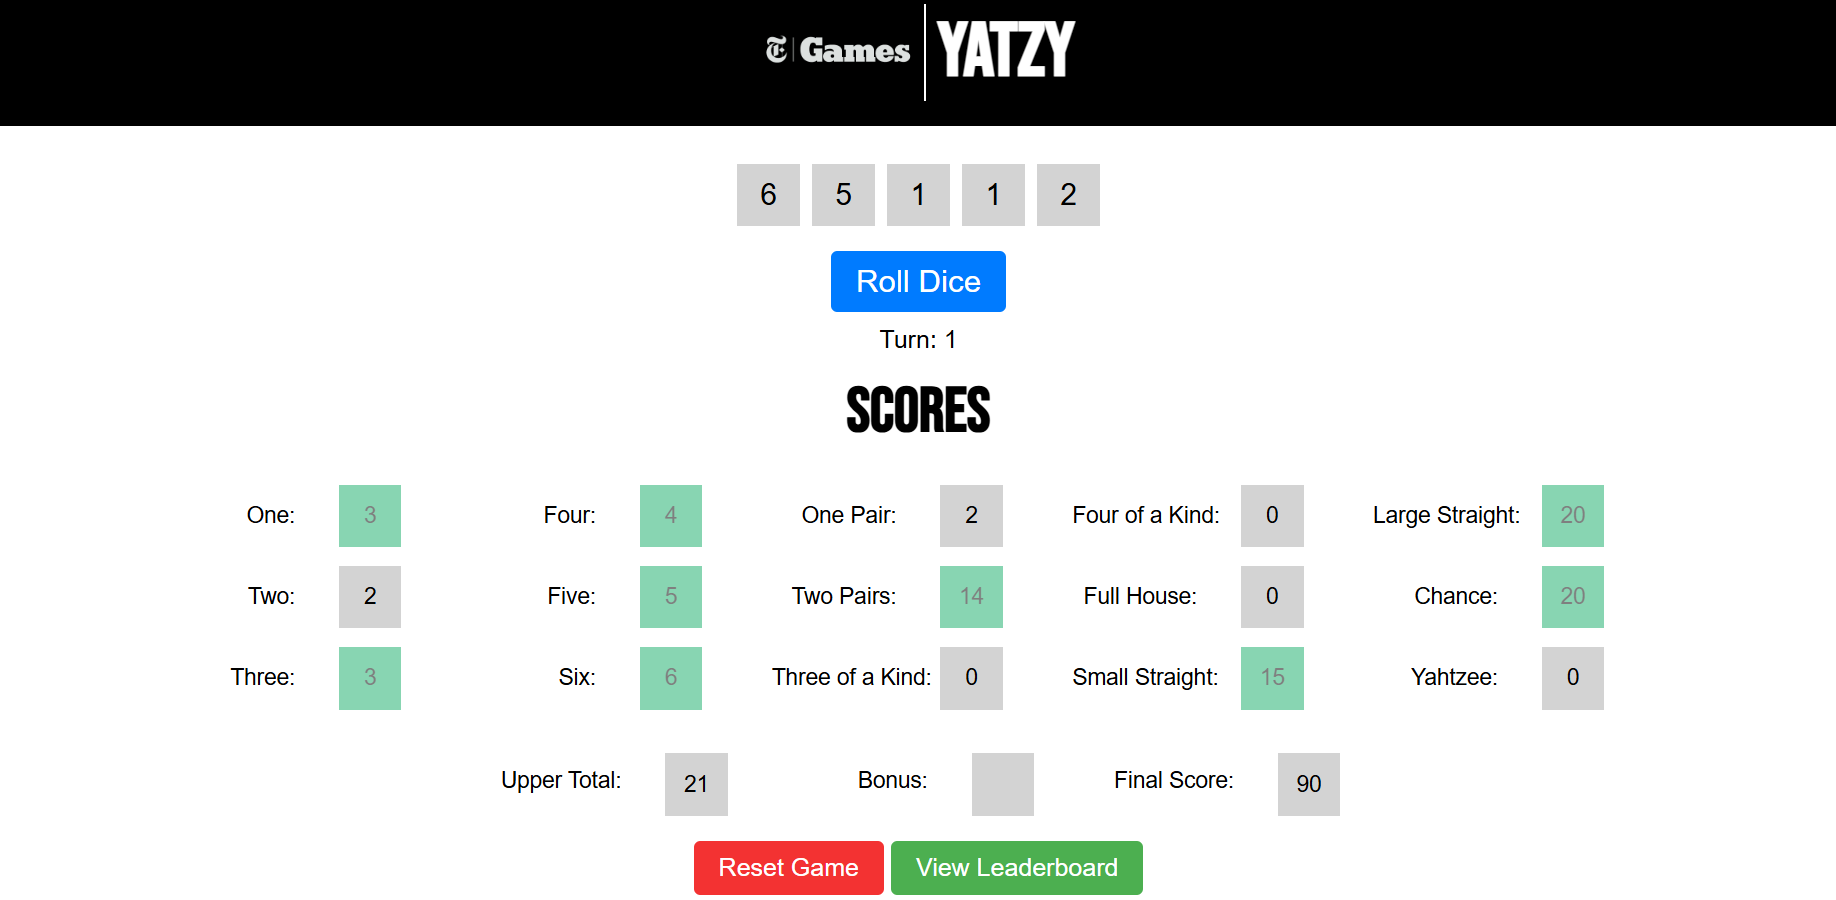 Games YATZY
6 5 1 1 2
Roll Dice
Turn: 1
SCORES
One: 3 Four: 4 One Pair: 2 Four of a Kind: 0 Large Straight: 20
Two: 2 Five: 5 Two Pairs: 14 Full House: 0 Chance: 20
Three: 3 Six: 6 Three of a Kind: 0 Small Straight: 15 Yahtzee: 0
Upper Total: 21 Bonus: Final Score: 90
Reset Game View Leaderboard